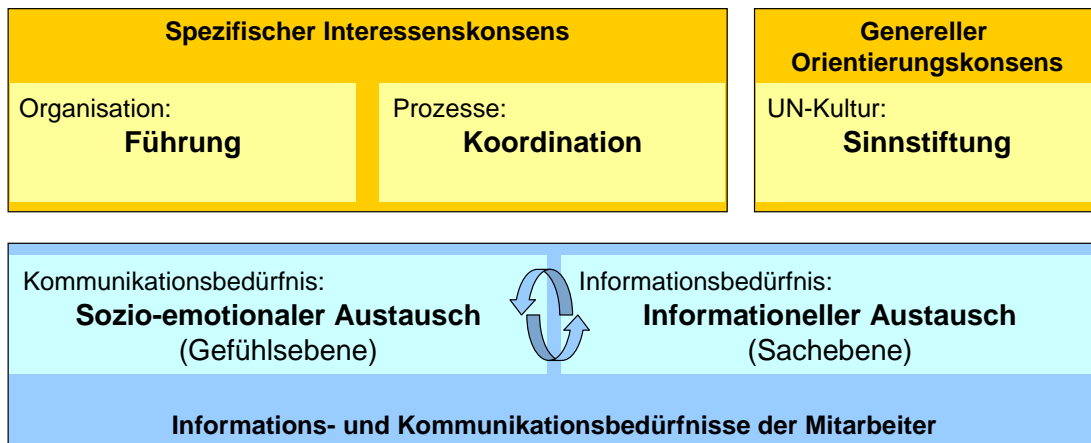 Spezifischer Interessenskonsens
Organisation:
Führung
Prozesse:
Koordination
Genereller
Orientierungskonsens
UN-Kultur:
Sinnstiftung
Kommunikationsbedürfnis:
Sozio-emotionaler Austausch
(Gefühlsebene)
Informationsbedürfnis:
Informationeller Austausch
(Sachebene)
Informations- und Kommunikationsbedürfnisse der Mitarbeiter